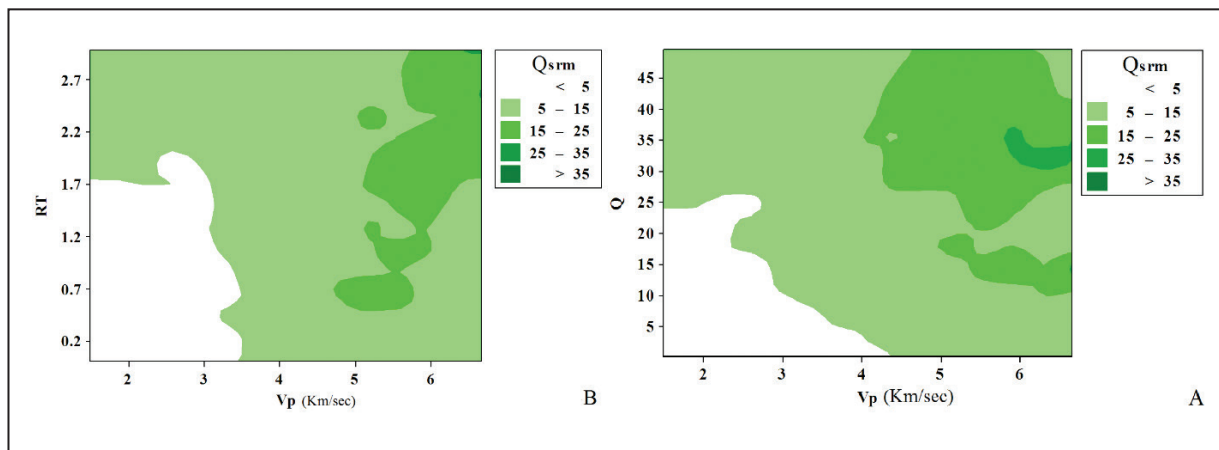 Qsrm
< 5
5 – 15
15 – 25
25 – 35
> 35
2.7
2.2
1.7
1.2
0.7
0.2
RT
2 3 4 5 6
Vp (Km/sec)
B
Qsrm
< 5
5 – 15
15 – 25
25 – 35
> 35
45
40
35
30
25
20
15
10
5
Q
2 3 4 5 6
Vp (Km/sec)
A